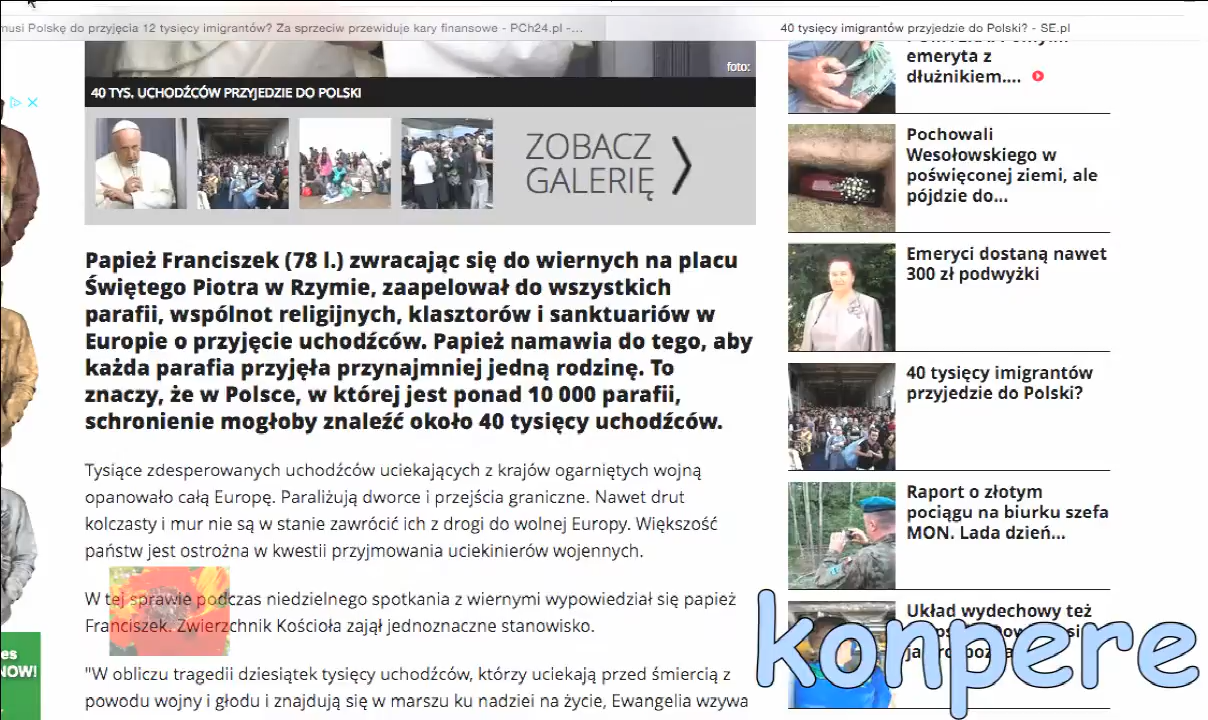 musi Polskę do przyjęcia 12 tysięcy imigrantów? Za sprzeciw przewiduje kary finansowe - PCh24.pl -...
40 tysięcy imigrantów przyjedzie do Polski? - SE.pl
foto:
40 TYS. UCHODŹCÓW PRZYJEDZIE DO POLSKI
ZOBACZ
GALERIĘ
Papież Franciszek (78 l.) zwracając się do wiernych na placu
Świętego Piotra w Rzymie, zaapelował do wszystkich
parafii, wspólnot religijnych, klasztorów i sanktuariów w
Europie o przyjęcie uchodźców. Papież namawia do tego, aby
każda parafia przyjęła przynajmniej jedną rodzinę. To
znaczy, że w Polsce, w której jest ponad 10 000 parafii,
schronienie mogłoby znaleźć około 40 tysięcy uchodźców.
Tysiące zdesperowanych uchodźców uciekających z krajów ogarniętych wojną
opanowało całą Europę. Paraliżują dworce i przejścia graniczne. Nawet drut
kolczasty i mur nie są w stanie zawrócić ich z drogi do wolnej Europy. Większość
państw jest ostrożna w kwestii przyjmowania uciekinierów wojennych.
W tej sprawie podczas niedzielnego spotkania z wiernymi wypowiedział się papież
Franciszek. Zwierzchnik Kościoła zajął jednoznaczne stanowisko.
"W obliczu tragedii dziesiątek tysięcy uchodźców, którzy uciekają przed śmiercią z
powodu wojny i głodu i znajdują się w marszu ku nadziei na życie, Ewangelia wzywa
emeryta z
dłużnikiem....
Pochowali
Wesołowskiego w
poświęconej ziemi, ale
pójdzie do...
Emeryci dostaną nawet
300 zł podwyżki
40 tysięcy imigrantów
przyjedzie do Polski?
Raport o złotym
pociągu na biurku szefa
MON. Lada dzień...
Układ wydechowy też
konpere
NOW!